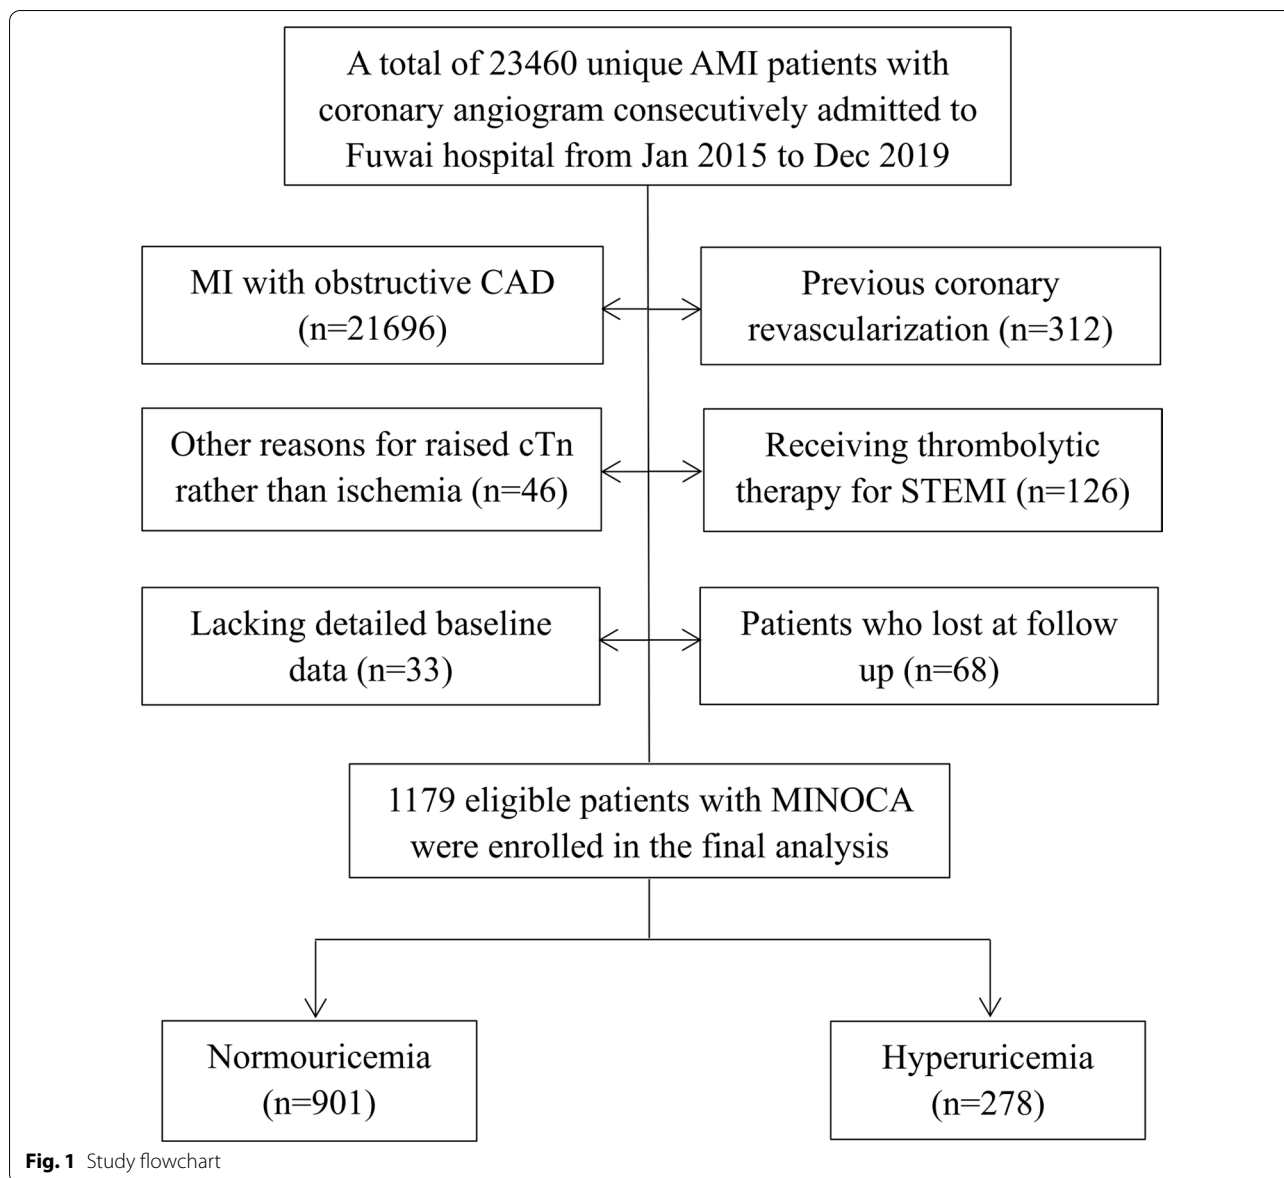 A total of 23460 unique AMI patients with
coronary angiogram consecutively admitted to
Fuwai hospital from Jan 2015 to Dec 2019
MI with obstructive CAD
(n=21696)
Previous coronary
revascularization (n=312)
Other reasons for raised cTn
rather than ischemia (n=46)
Receiving thrombolytic
therapy for STEMI (n=126)
Lacking detailed baseline
data (n=33)
Patients who lost at follow
up (n=68)
1179 eligible patients with MINOCA
were enrolled in the final analysis
Normouricemia
(n=901)
Hyperuricemia
(n=278)
Fig. 1 Study flowchart